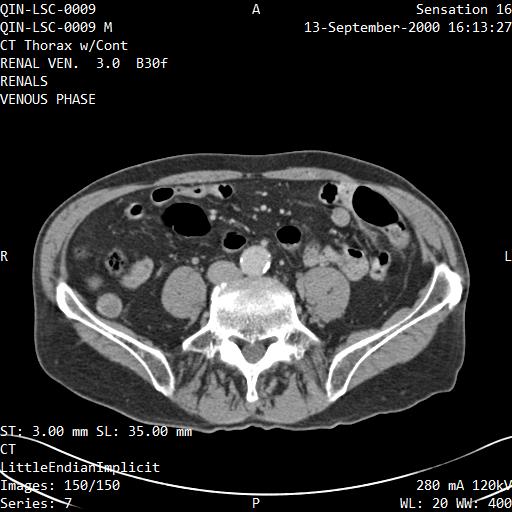 QIN-LSC-0009
QIN-LSC-0009 M
CT Thorax w/Cont
RENAL VEN. 3.0 B30f
RENALS
VENOUS PHASE
A
Sensation 16
13-September-2000 16:13:27
R
L
ST: 3.00 mm SL: 35.00 mm
CT
LittleEndianImplicit
Images: 150/150
Series: 7
P
280 mA 120kV
WL: 20 WW: 400